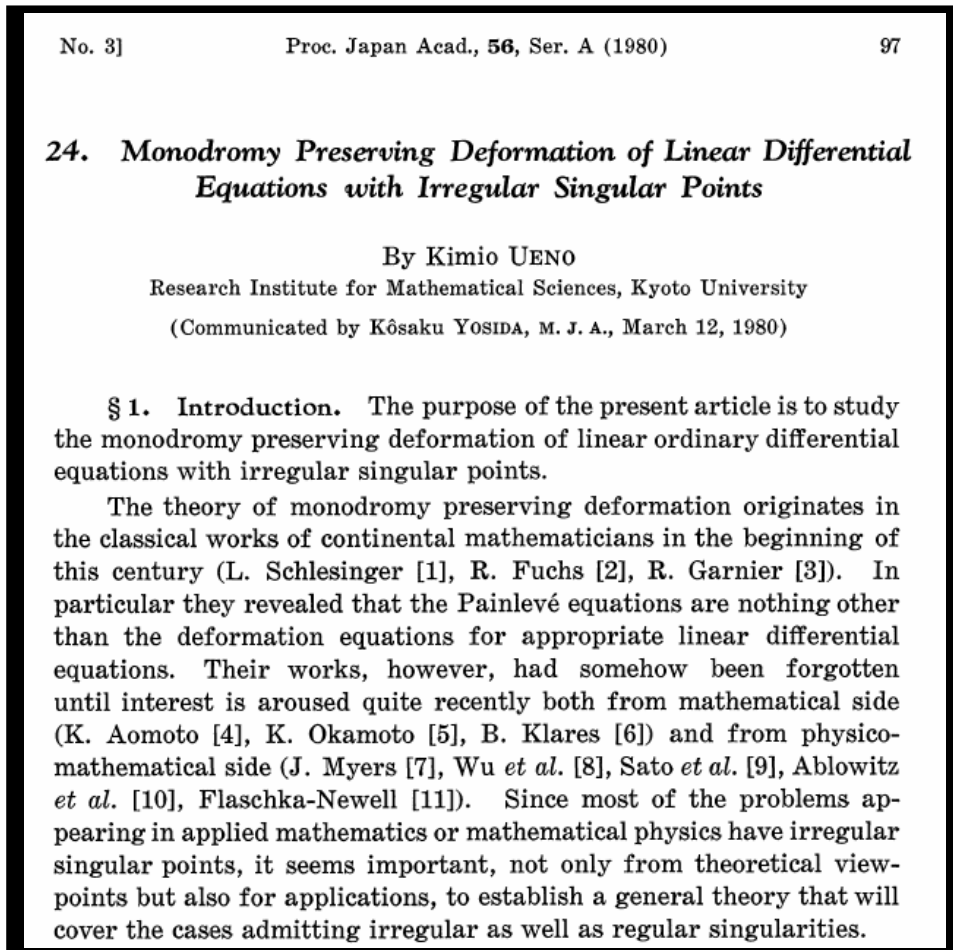 No. 3] Proc. Japan Acad., 56, Ser. A (1980) 97
24. Monodromy Preserving Deformation of Linear Differential
Equations with Irregular Singular Points
By Kimio UENO
Research Institute for Mathematical Sciences, Kyoto University
(Communicated by Kôsaku YOSIDA, M. J. A., March 12, 1980)
§ 1. Introduction. The purpose of the present article is to study
the monodromy preserving deformation of linear ordinary differential
equations with irregular singular points.
The theory of monodromy preserving deformation originates in
the classical works of continental mathematicians in the beginning of
this century (L. Schlesinger [1], R. Fuchs [2], R. Garnier [3]). In
particular they revealed that the Painlevé equations are nothing other
than the deformation equations for appropriate linear differential
equations. Their works, however, had somehow been forgotten
until interest is aroused quite recently both from mathematical side
(K. Aomoto [4], K. Okamoto [5], B. Klares [6]) and from physico-
mathematical side (J. Myers [7], Wu et al. [8], Sato et al. [9], Ablowitz
et al. [10], Flaschka-Newell [11]). Since most of the problems ap-
pearing in applied mathematics or mathematical physics have irregular
singular points, it seems important, not only from theoretical view-
points but also for applications, to establish a general theory that will
cover the cases admitting irregular as well as regular singularities.